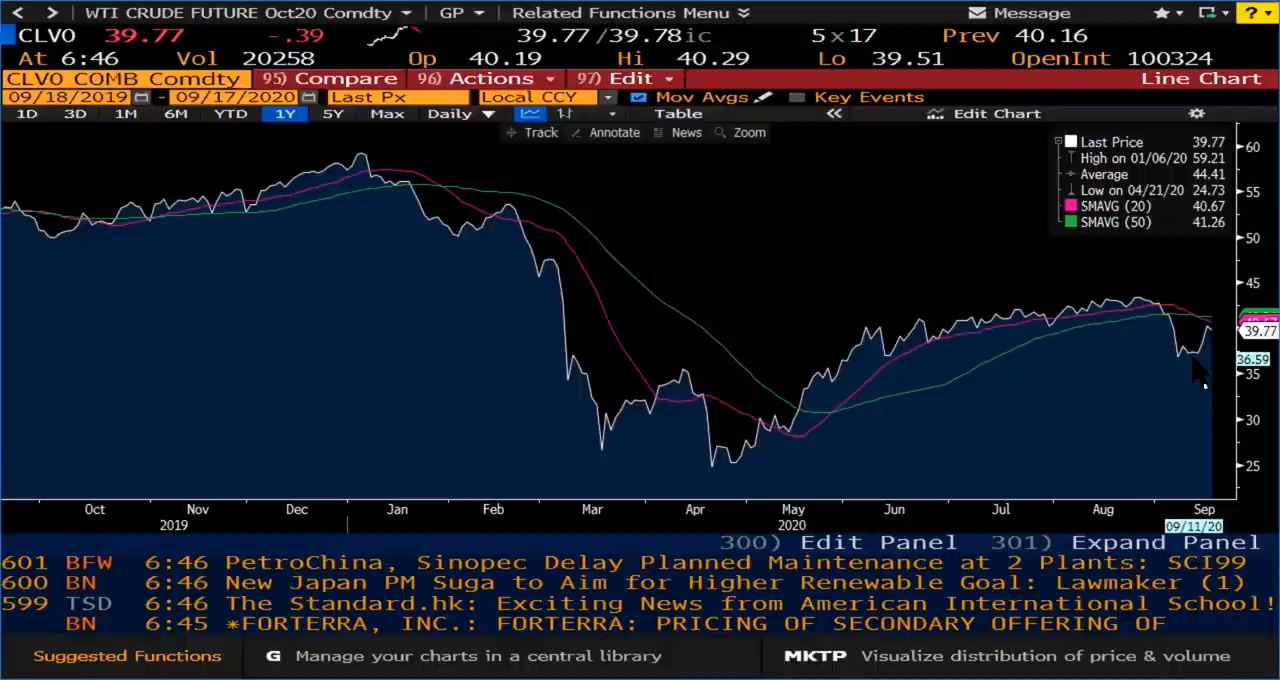 < > WTI CRUDE FUTURE Oct20 Comdty GP Related Functions Menu Message ?
CLV0 39.77 -.39 39.77/39.78ic 5x17 Prev 40.16
At 6:46 Vol 20258 Op 40.19 Hi 40.29 Lo 39.51 OpenInt 100324
CLV0 COMB Comdty 95) Compare 96) Actions 97) Edit Line Chart
09/18/2019 - 09/17/2020 Last Px Local CCY Mov Avgs Key Events
1D 3D 1M 6M YTD 1Y 5Y Max Daily Table « Edit Chart
Track Annotate News Zoom
Last Price 39.77
High on 01/06/20 59.21
Average 44.41
Low on 04/21/20 24.73
SMAVG (20) 40.67
SMAVG (50) 41.26
60
55
50
45
39.77
36.59
35
30
25
Oct Nov Dec Jan Feb Mar Apr May Jun Jul Aug Sep
2019 2020 09/11/20
300) Edit Panel 301) Expand Panel
601 BFW 6:46 PetroChina, Sinopec Delay Planned Maintenance at 2 Plants: SCI99
600 BN 6:46 New Japan PM Suga to Aim for Higher Renewable Goal: Lawmaker (1)
599 TSD 6:46 The Standard.hk: Exciting News from American International School!
BN 6:45 *FORTERRA, INC.: FORTERRA: PRICING OF SECONDARY OFFERING OF
Suggested Functions G Manage your charts in a central library MKTP Visualize distribution of price & volume